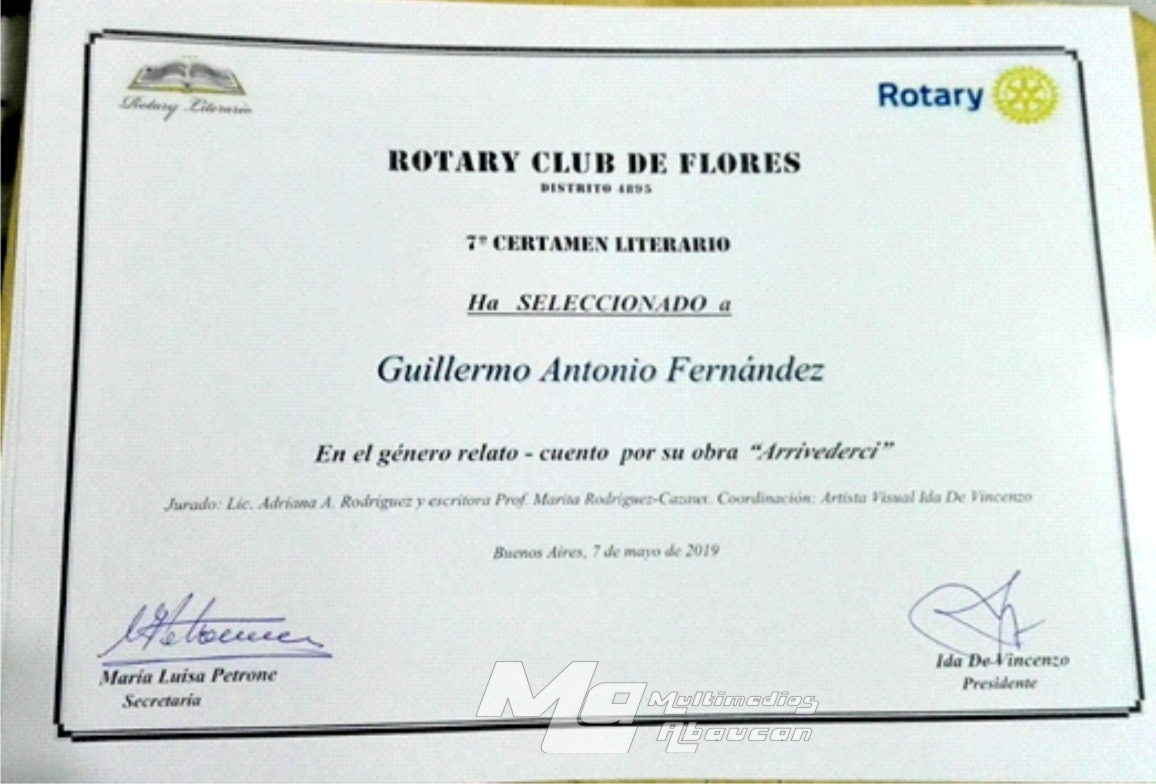 Rotary Literario
Rotary
ROTARY CLUB DE FLORES
DISTRITO 4895
7º CERTAMEN LITERARIO
Ha SELECCIONADO a
Guillermo Antonio Fernández
En el género relato - cuento por su obra “Arrivederci”
Jurado: Lic. Adriana A. Rodríguez y escritora Prof. Marita Rodríguez-Cazaux. Coordinación: Artista Visual Ida De Vincenzo
Buenos Aires, 7 de mayo de 2019
María Luisa Petrone
Secretaria
Ida De Vincenzo
Presidente
Ma Multimedios
Abaucan